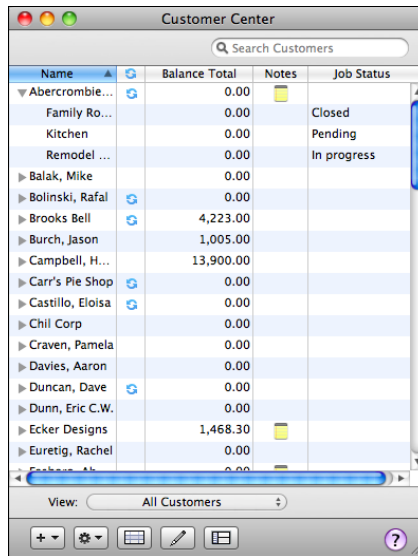 Customer Center
Search Customers
Name Balance Total Notes Job Status
Abercrombie... 0.00
Family Ro... 0.00 Closed
Kitchen 0.00 Pending
Remodel ... 0.00 In progress
Balak, Mike 0.00
Bolinski, Rafal 0.00
Brooks Bell 4,223.00
Burch, Jason 1,005.00
Campbell, H... 13,900.00
Carr's Pie Shop 0.00
Castillo, Eloisa 0.00
Chil Corp 0.00
Craven, Pamela 0.00
Davies, Aaron 0.00
Duncan, Dave 0.00
Dunn, Eric C.W. 0.00
Ecker Designs 1,468.30
Euretig, Rachel 0.00
0.00
View: All Customers
+ ?